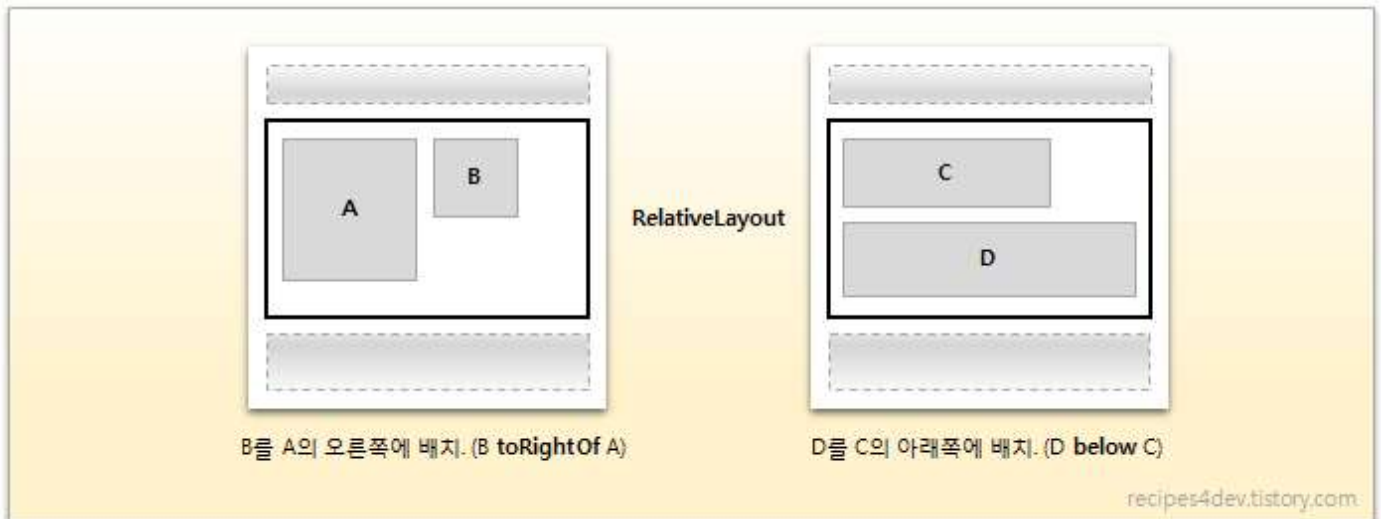 A
B
RelativeLayout
C
D
B를 A의 오른쪽에 배치. (B toRightOf A)
D를 C의 아래쪽에 배치. (D below C)
recipes4dev.tistory.com